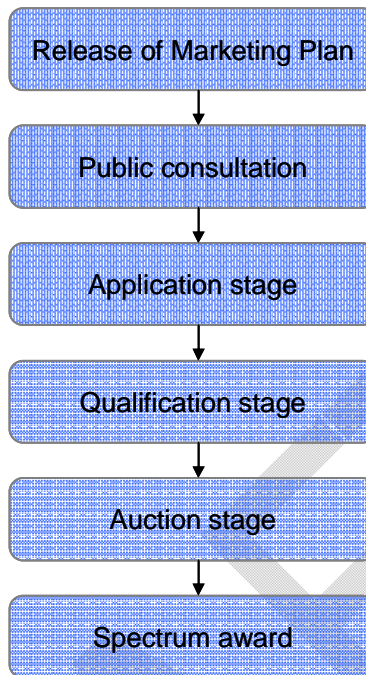 Release of Marketing Plan
Public consultation
Application stage
Qualification stage
Auction stage
Spectrum award